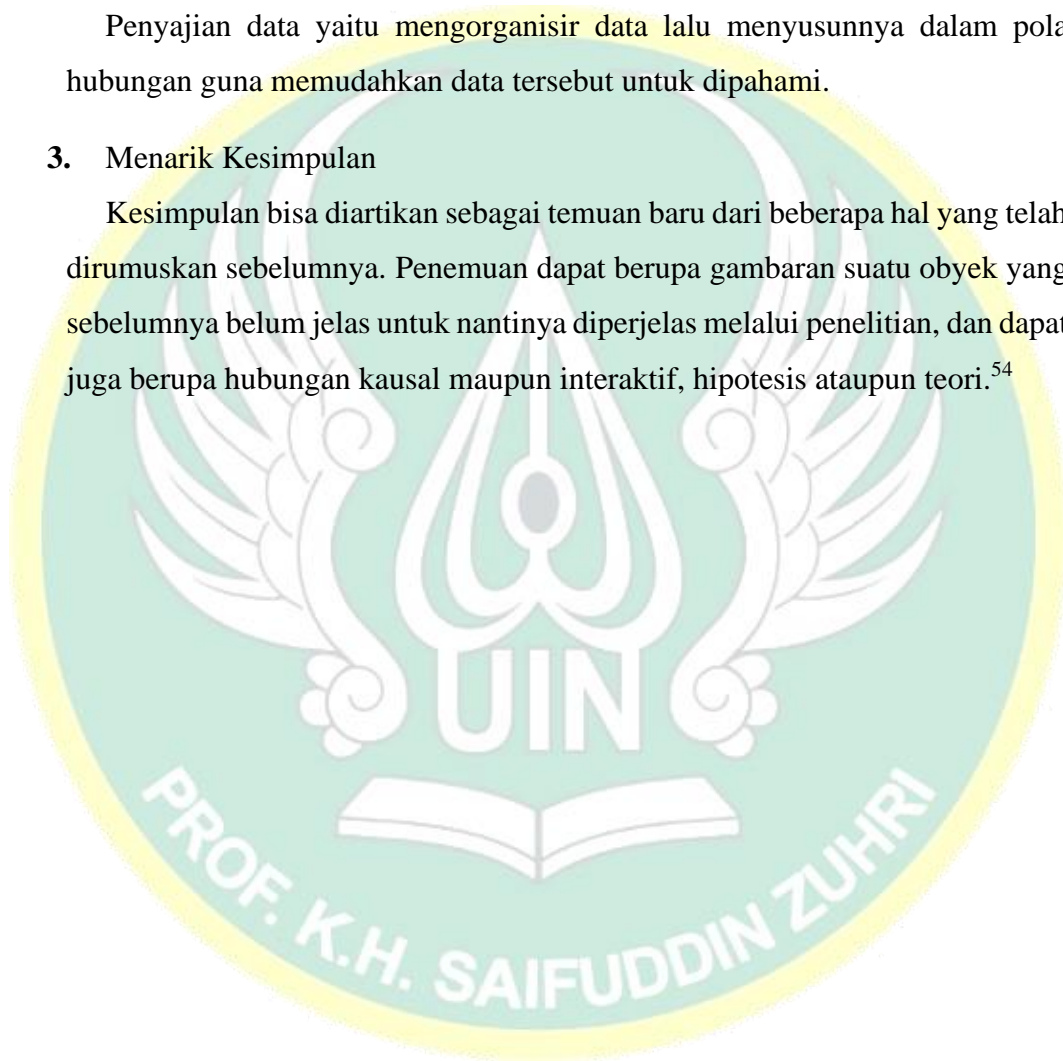 Penyajian data yaitu mengorganisir data lalu menyusunnya dalam pola
hubungan guna memudahkan data tersebut untuk dipahami.
3. Menarik Kesimpulan
Kesimpulan bisa diartikan sebagai temuan baru dari beberapa hal yang telah
dirumuskan sebelumnya. Penemuan dapat berupa gambaran suatu obyek yang
sebelumnya belum jelas untuk nantinya diperjelas melalui penelitian, dan dapat
juga berupa hubungan kausal maupun interaktif, hipotesis ataupun teori.54
UIN
PROF. K.H. SAIFUDDIN ZUHRI